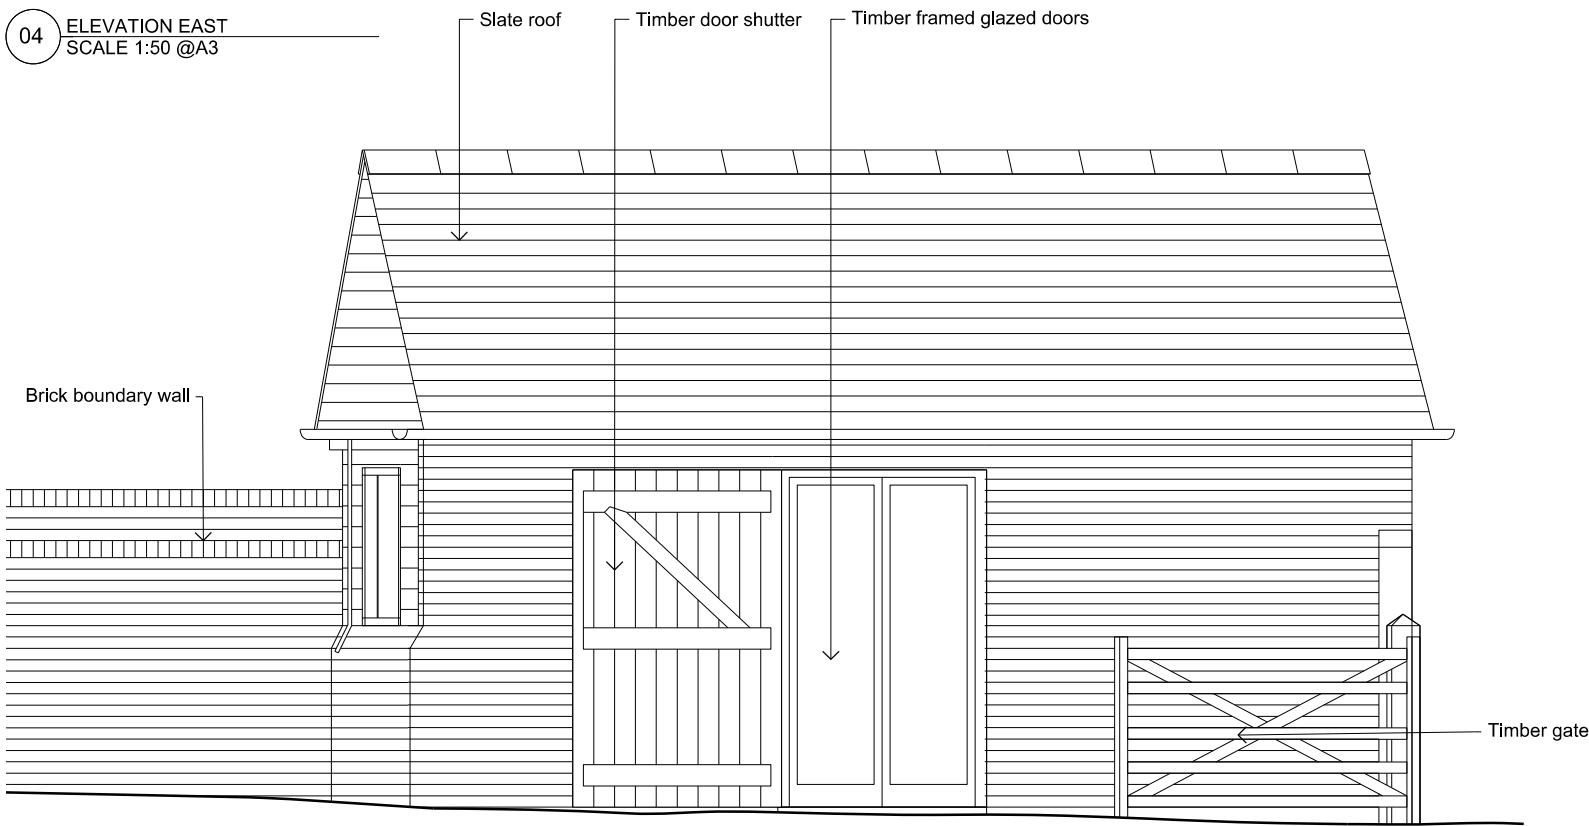 04
ELEVATION EAST
SCALE 1:50 @A3
Slate roof
Timber door shutter
Timber framed glazed doors
Brick boundary wall
Timber gate